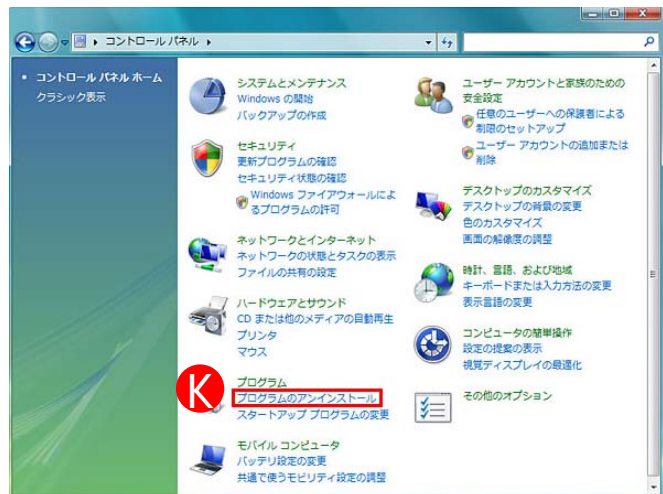 コントロール パネル
コントロール パネル ホーム
クラシック表示
システムとメンテナンス
Windows の開始
バックアップの作成
セキュリティ
更新プログラムの確認
セキュリティ状態の確認
Windows ファイアウォールによ
るプログラムの許可
ネットワークとインターネット
ネットワークの状態とタスクの表示
ファイルの共有の設定
ハードウェアとサウンド
CD または他のメディアの自動再生
プリンタ
マウス
K
プログラム
プログラムのアンインストール
スタートアップ プログラムの変更
モバイル コンピュータ
バッテリ設定の変更
共通で使うモビリティ設定の調整
ユーザー アカウントと家族のための
安全設定
任意のユーザーへの保護者による
制限のセットアップ
ユーザー アカウントの追加または
削除
デスクトップのカスタマイズ
デスクトップの背景の変更
色のカスタマイズ
画面の解像度の調整
時計、言語、および地域
キーボードまたは入力方法の変更
表示言語の変更
コンピュータの簡単操作
設定の提案の表示
視覚ディスプレイの最適化
その他のオプション